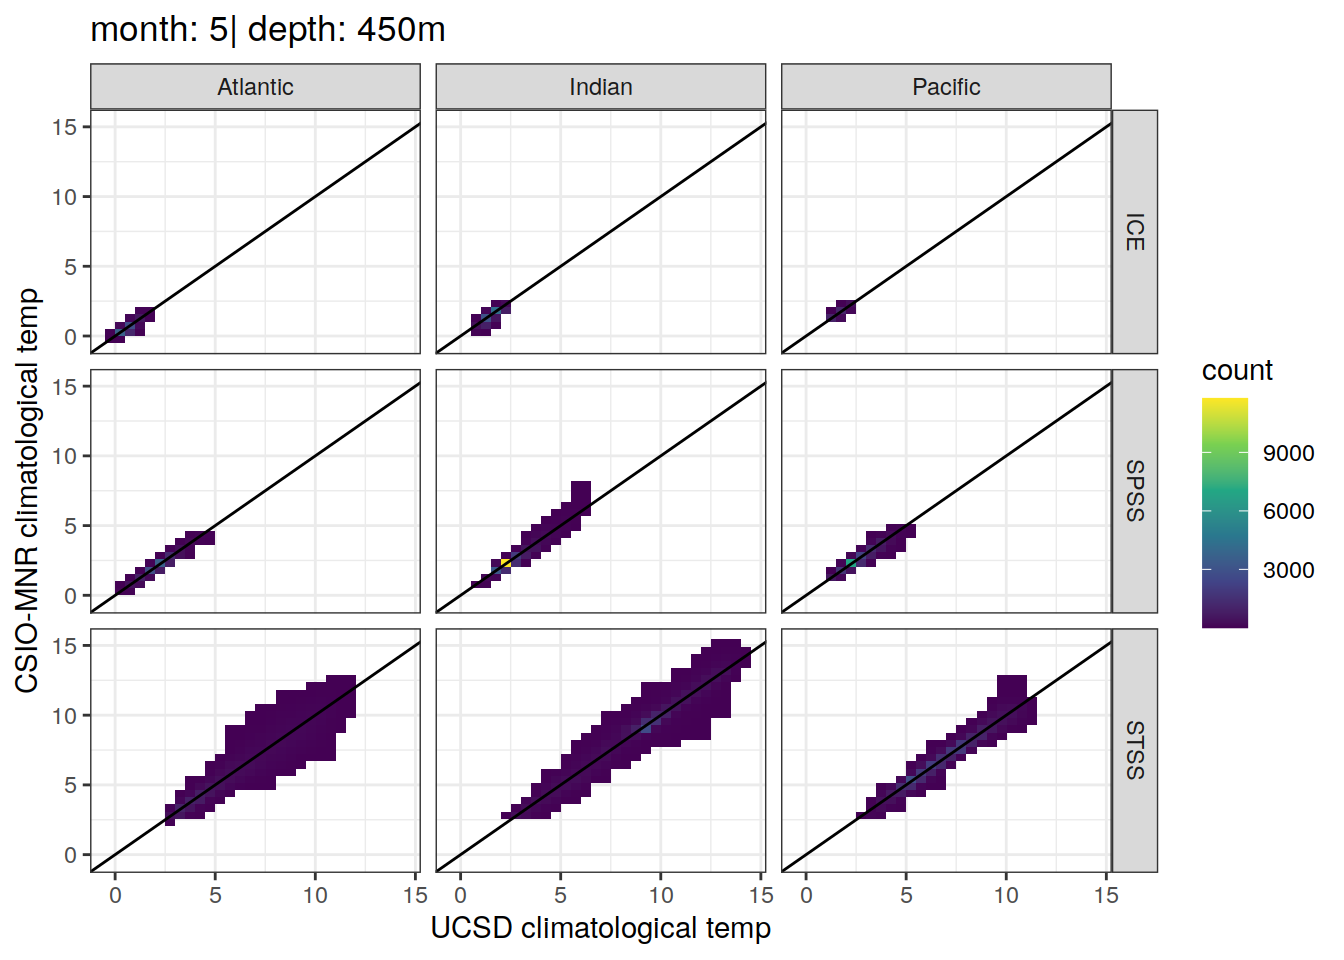 month: 5| depth: 450m
Atlantic Indian Pacific
15
10
5
0
ICE
15
10
5
0
SPSS
15
10
5
0
STSS
0 5 10 15 0 5 10 15 0 5 10 15
UCSD climatological temp
CSIO-MNR climatological temp
count
9000
6000
3000